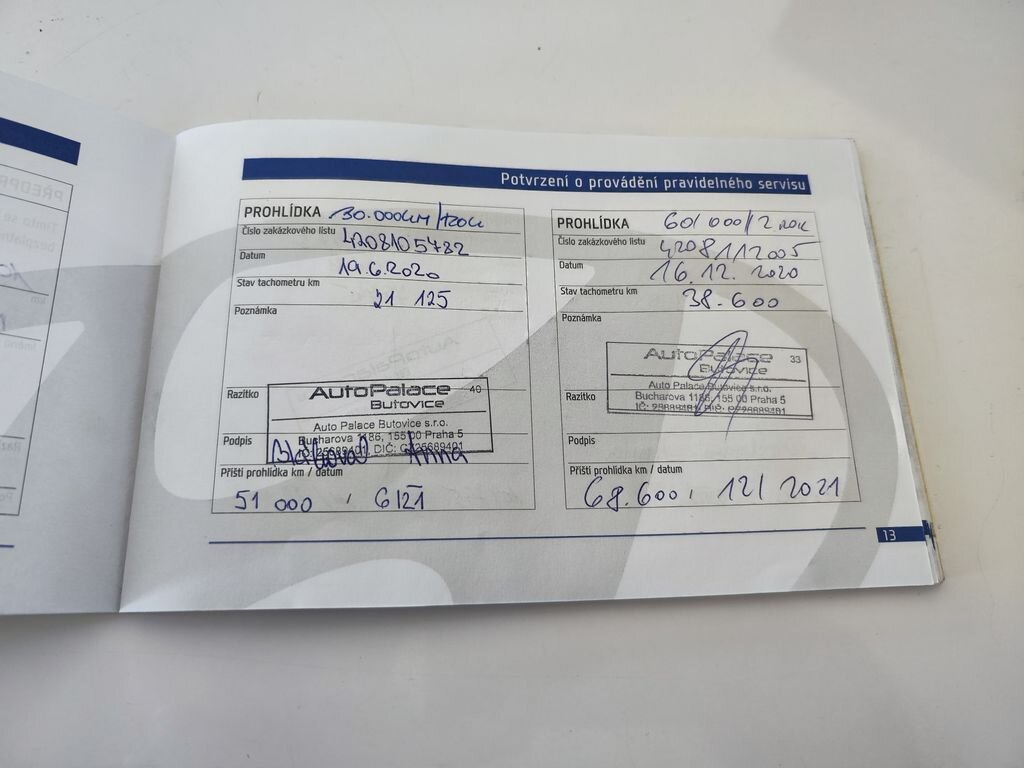 Potvrzení o provádění pravidelného servisu
PROHLÍDKA 30.000KM/1ROK
Číslo zakázkového listu 4208105482
Datum 19.6.2020
Stav tachometru km 21 125
Poznámka
Razítko
AutoPalace 40
Butovice
Auto Palace Butovice s.r.o.
Bucharova 1186, 155 00 Praha 5
Podpis
Příští prohlídka km / datum
51 000 , 6/21
PROHLÍDKA 60/000/2 rok
Číslo zakázkového listu 4208112005
Datum 16.12. 2020
Stav tachometru km 38.600
Poznámka
AutoPalace 33
Butovice
Auto Palace Butovice s.r.o.
Razítko
Bucharova 1186, 155 00 Praha 5
Podpis
Příští prohlídka km / datum
68.600, 12/2021
13